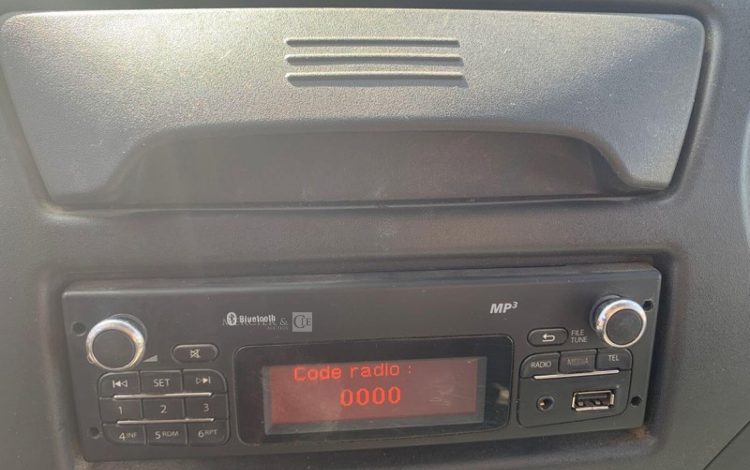 Bluetooth
MP3
FILE
TUNE
RADIO MEDIA TEL
SET
1 2 3
4INF 5RDM 6RPT
Code radio :
0000